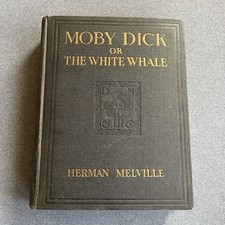 MOBY DICK
OR
THE WHITE WHALE
HERMAN MELVILLE